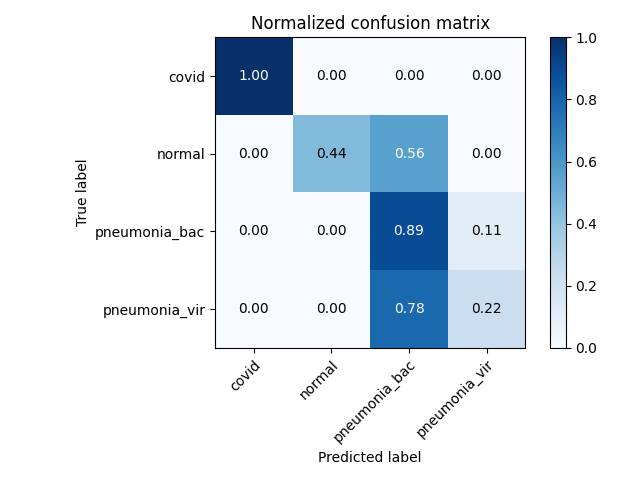 Normalized confusion matrix
covid 1.00 0.00 0.00 0.00
normal 0.00 0.44 0.56 0.00
pneumonia_bac 0.00 0.00 0.89 0.11
pneumonia_vir 0.00 0.00 0.78 0.22
True label
covid normal pneumonia_bac pneumonia_vir
Predicted label
1.0
0.8
0.6
0.4
0.2
0.0